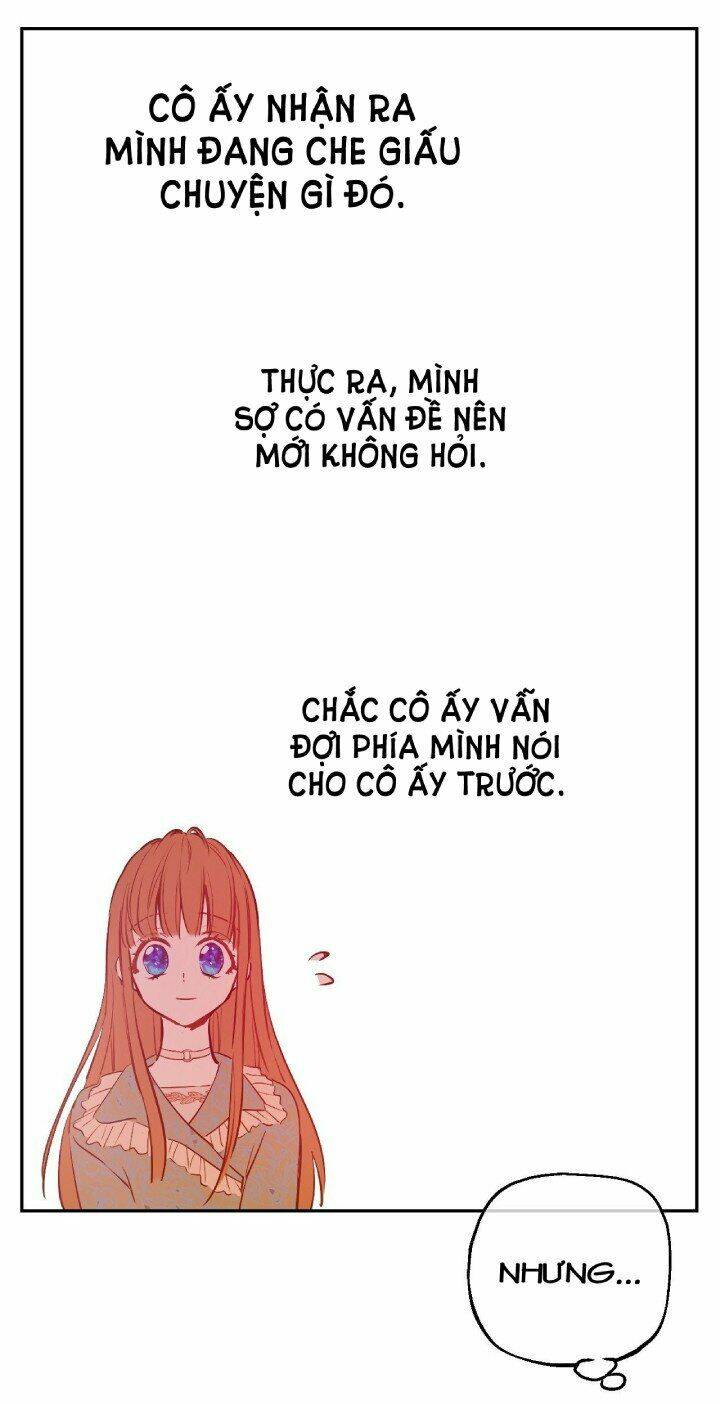 CÔ ẤY NHẬN RA
MÌNH ĐANG CHE GIẤU
CHUYỆN GÌ ĐÓ.
THỰC RA, MÌNH
SỢ CÓ VẤN ĐỀ NÊN
MỚI KHÔNG HỎI.
CHẮC CÔ ẤY VẪN
ĐỢI PHÍA MÌNH NÓI
CHO CÔ ẤY TRƯỚC.
NHƯNG...